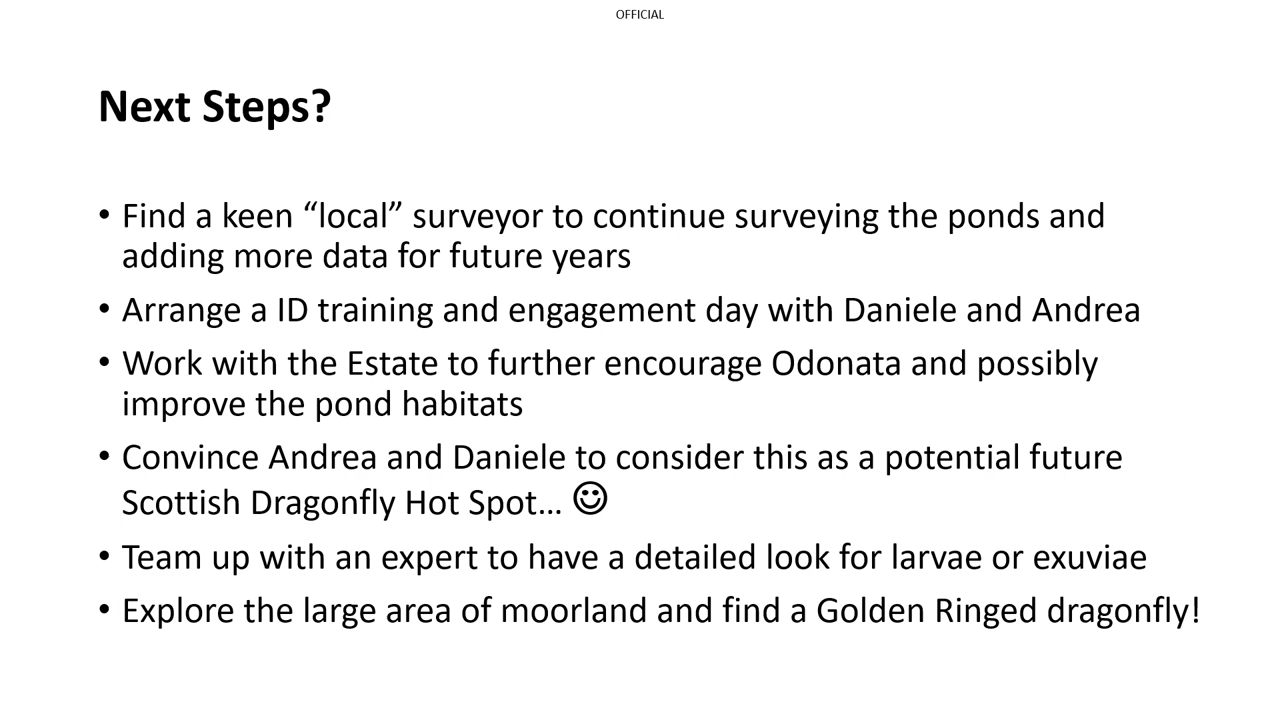 OFFICIAL
Next Steps?
• Find a keen “local” surveyor to continue surveying the ponds and
adding more data for future years
• Arrange a ID training and engagement day with Daniele and Andrea
• Work with the Estate to further encourage Odonata and possibly
improve the pond habitats
• Convince Andrea and Daniele to consider this as a potential future
Scottish Dragonfly Hot Spot… ☺
• Team up with an expert to have a detailed look for larvae or exuviae
• Explore the large area of moorland and find a Golden Ringed dragonfly!